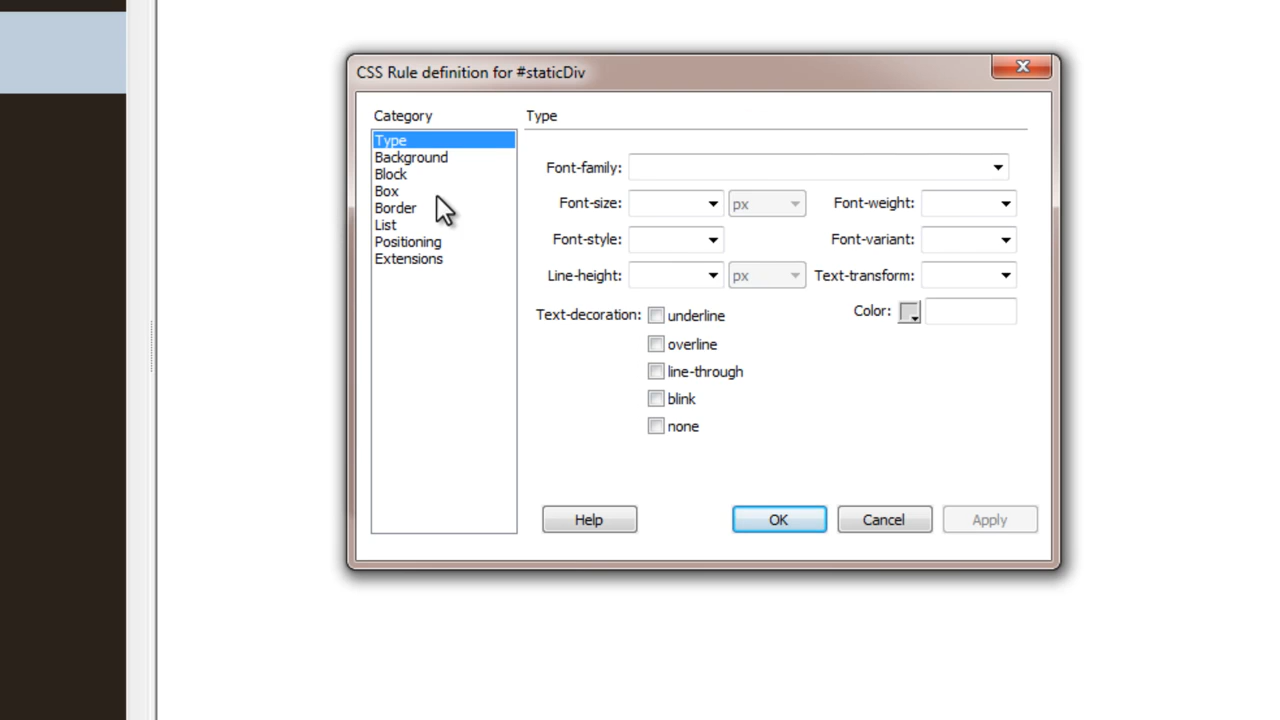 CSS Rule definition for #staticDiv
Category
Type
Background
Block
Box
Border
List
Positioning
Extensions
Type
Font-family:
Font-size: px Font-weight:
Font-style: Font-variant:
Line-height: px Text-transform:
Text-decoration: underline Color:
overline
line-through
blink
none
Help OK Cancel Apply